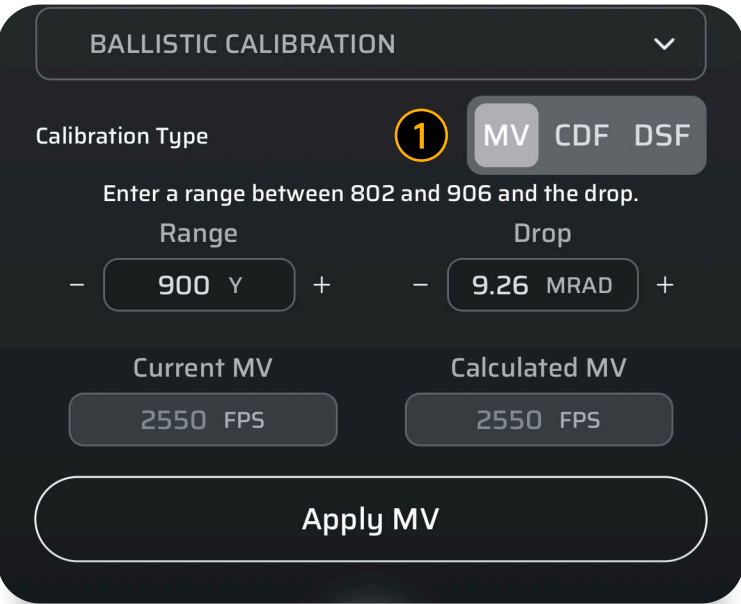 BALLISTIC CALIBRATION
Calibration Type
1
MV CDF DSF
Enter a range between 802 and 906 and the drop.
Range Drop
− 900 Y + − 9.26 MRAD +
Current MV Calculated MV
2550 FPS 2550 FPS
Apply MV